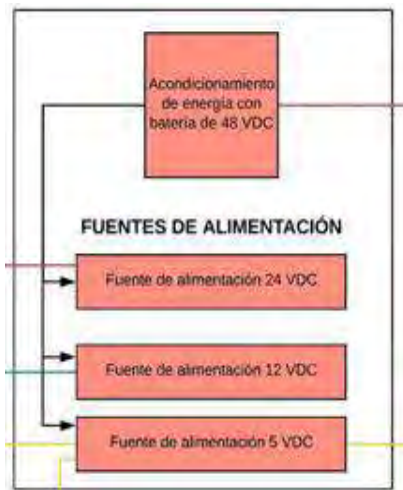 Acondicionamiento
de energía con
batería de 48 VDC
FUENTES DE ALIMENTACIÓN
Fuente de alimentación 24 VDC
Fuente de alimentación 12 VDC
Fuente de alimentación 5 VDC